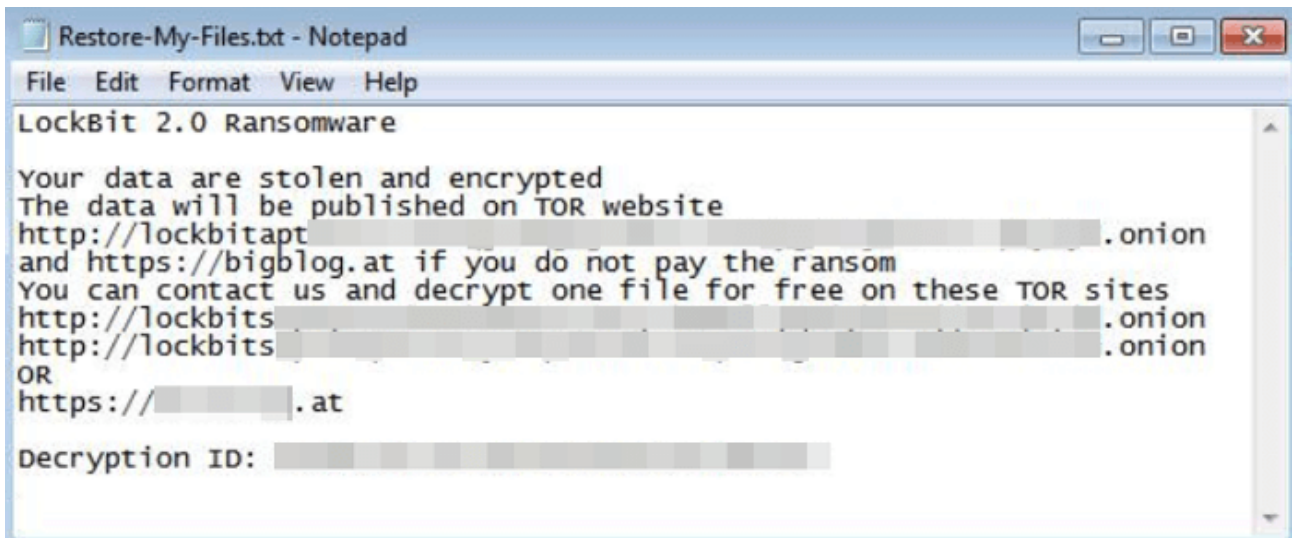 Restore-My-Files.txt - Notepad
File Edit Format View Help
LockBit 2.0 Ransomware
Your data are stolen and encrypted
The data will be published on TOR website
http://lockbitapt .onion
and https://bigblog.at if you do not pay the ransom
You can contact us and decrypt one file for free on these TOR sites
http://lockbits .onion
http://lockbits .onion
OR
https:// .at
Decryption ID: